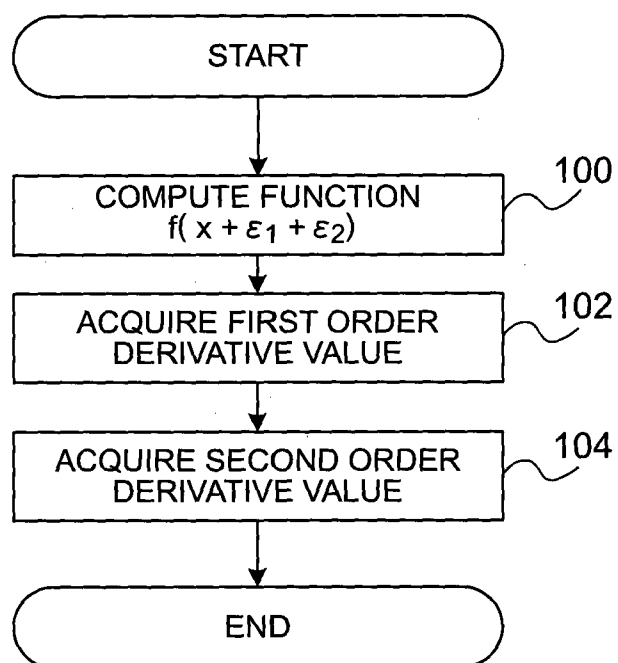 START
100
COMPUTE FUNCTION
f( x + ε1 + ε2)
102
ACQUIRE FIRST ORDER
DERIVATIVE VALUE
104
ACQUIRE SECOND ORDER
DERIVATIVE VALUE
END